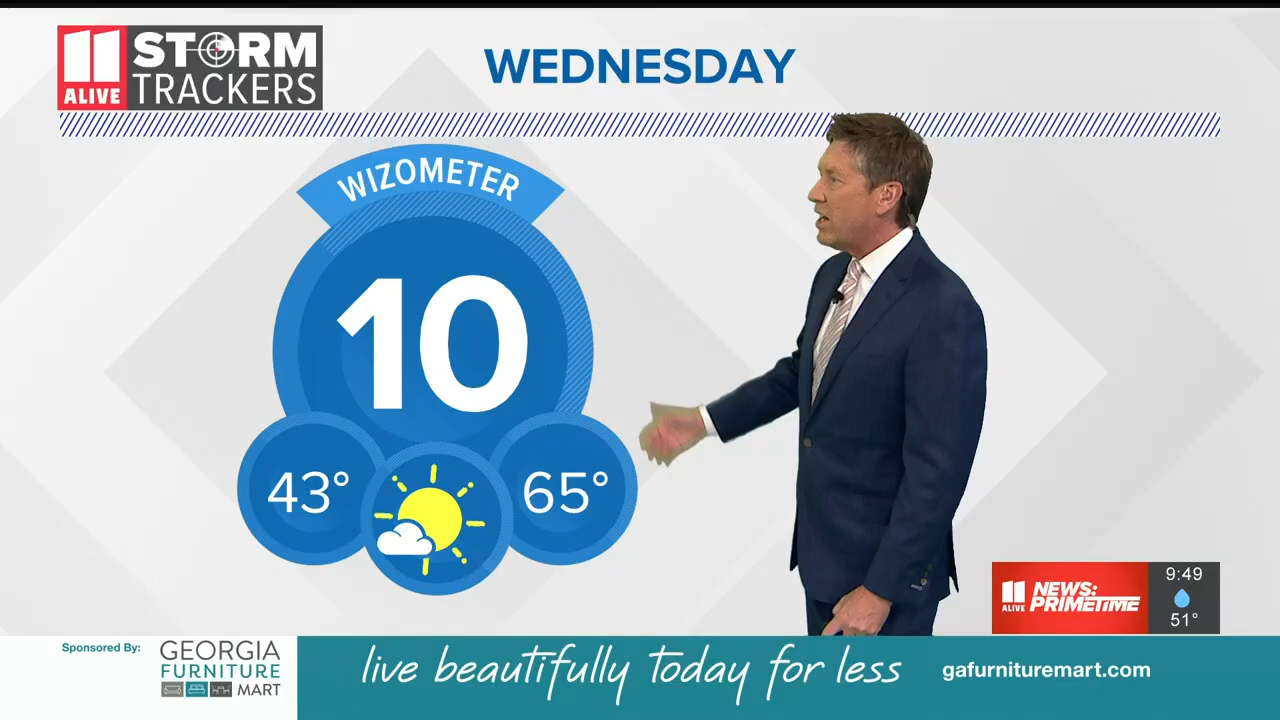 11 ALIVE
STORM
TRACKERS
WEDNESDAY
WIZOMETER
10
43°
65°
11 ALIVE
NEWS:
PRIMETIME
9:49
51°
Sponsored By:
GEORGIA
FURNITURE
MART
live beautifully today for less
gafurnituremart.com